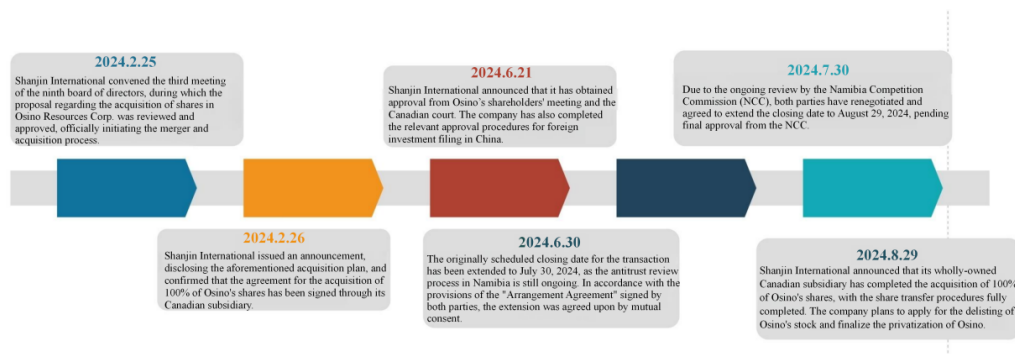 2024.2.25
Shanjin International convened the third meeting
of the ninth board of directors, during which the
proposal regarding the acquisition of shares in
Osino Resources Corp. was reviewed and
approved, officially initiating the merger and
acquisition process.
2024.2.26
Shanjin International issued an announcement,
disclosing the aforementioned acquisition plan, and
confirmed that the agreement for the acquisition of
100% of Osino's shares has been signed through its
Canadian subsidiary.
2024.6.21
Shanjin International announced that it has obtained
approval from Osino's shareholders' meeting and the
Canadian court. The company has also completed
the relevant approval procedures for foreign
investment filing in China.
2024.6.30
The originally scheduled closing date for the transaction
has been extended to July 30, 2024, as the antitrust review
process in Namibia is still ongoing. In accordance with the
provisions of the "Arrangement Agreement" signed by
both parties, the extension was agreed upon by mutual
consent.
2024.7.30
Due to the ongoing review by the Namibia Competition
Commission (NCC), both parties have renegotiated and
agreed to extend the closing date to August 29, 2024, pending
final approval from the NCC.
2024.8.29
Shanjin International announced that its wholly-owned
Canadian subsidiary has completed the acquisition of 100%
of Osino's shares, with the share transfer procedures fully
completed. The company plans to apply for the delisting of
Osino's stock and finalize the privatization of Osino.